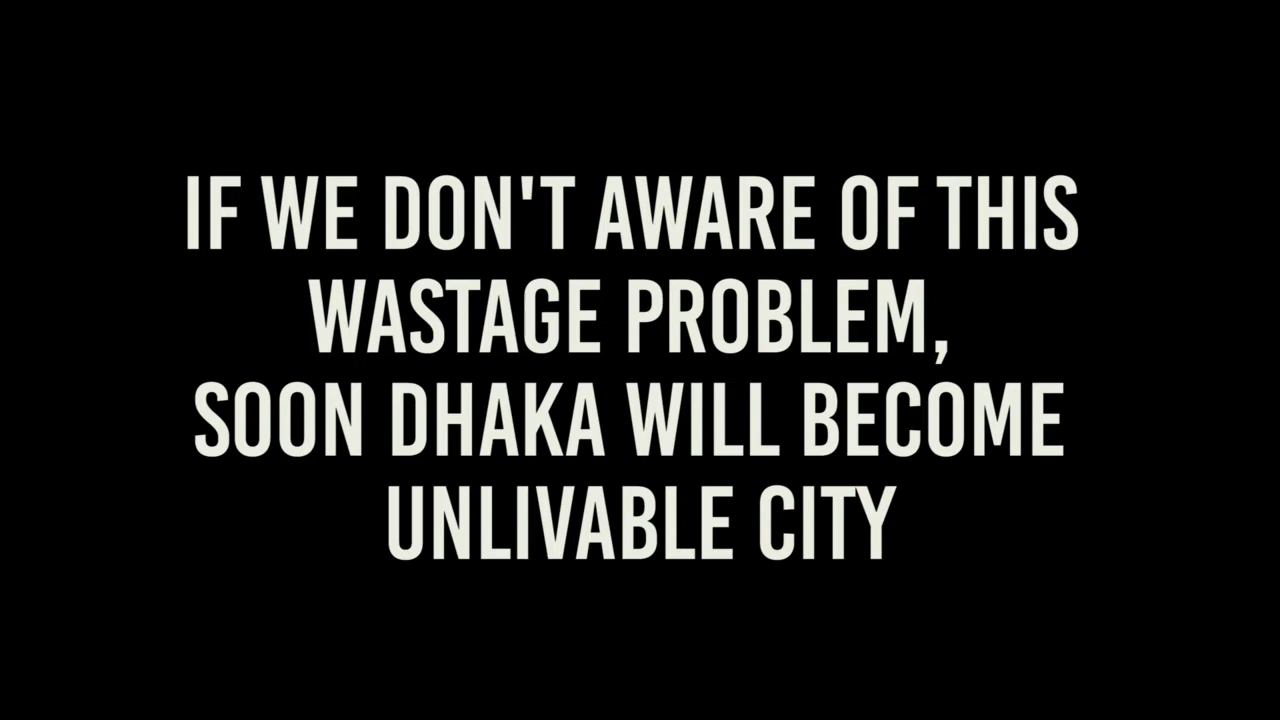 IF WE DON'T AWARE OF THIS
WASTAGE PROBLEM,
SOON DHAKA WILL BECOME
UNLIVABLE CITY